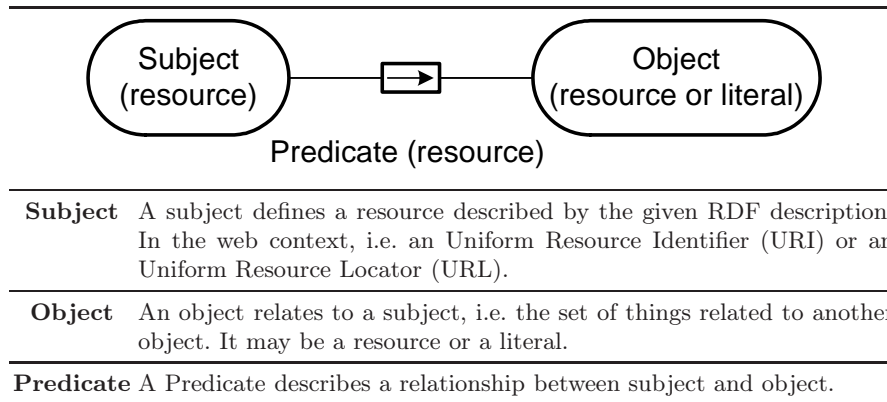 Subject
(resource)
Object
(resource or literal)
Predicate (resource)
Subject A subject defines a resource described by the given RDF description
In the web context, i.e. an Uniform Resource Identifier (URI) or an
Uniform Resource Locator (URL).
Object An object relates to a subject, i.e. the set of things related to another
object. It may be a resource or a literal.
Predicate A Predicate describes a relationship between subject and object.